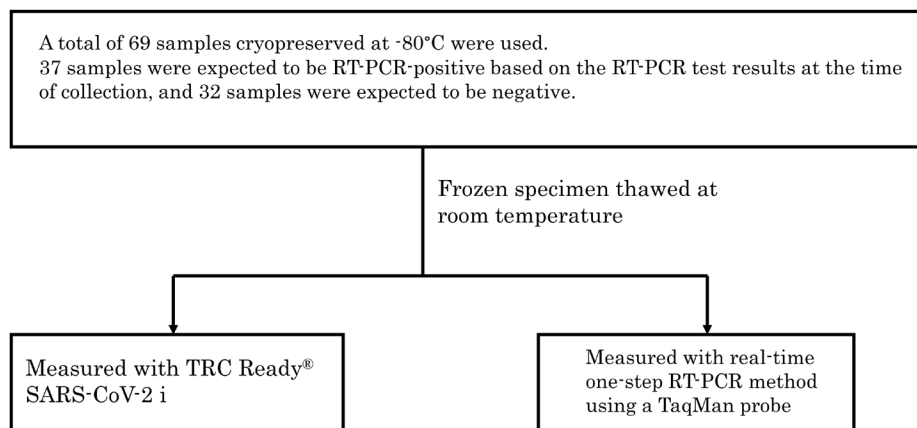 A total of 69 samples cryopreserved at -80°C were used.
37 samples were expected to be RT-PCR-positive based on the RT-PCR test results at the time
of collection, and 32 samples were expected to be negative.
Frozen specimen thawed at
room temperature
Measured with TRC Ready®
SARS-CoV-2 i
Measured with real-time
one-step RT-PCR method
using a TaqMan probe